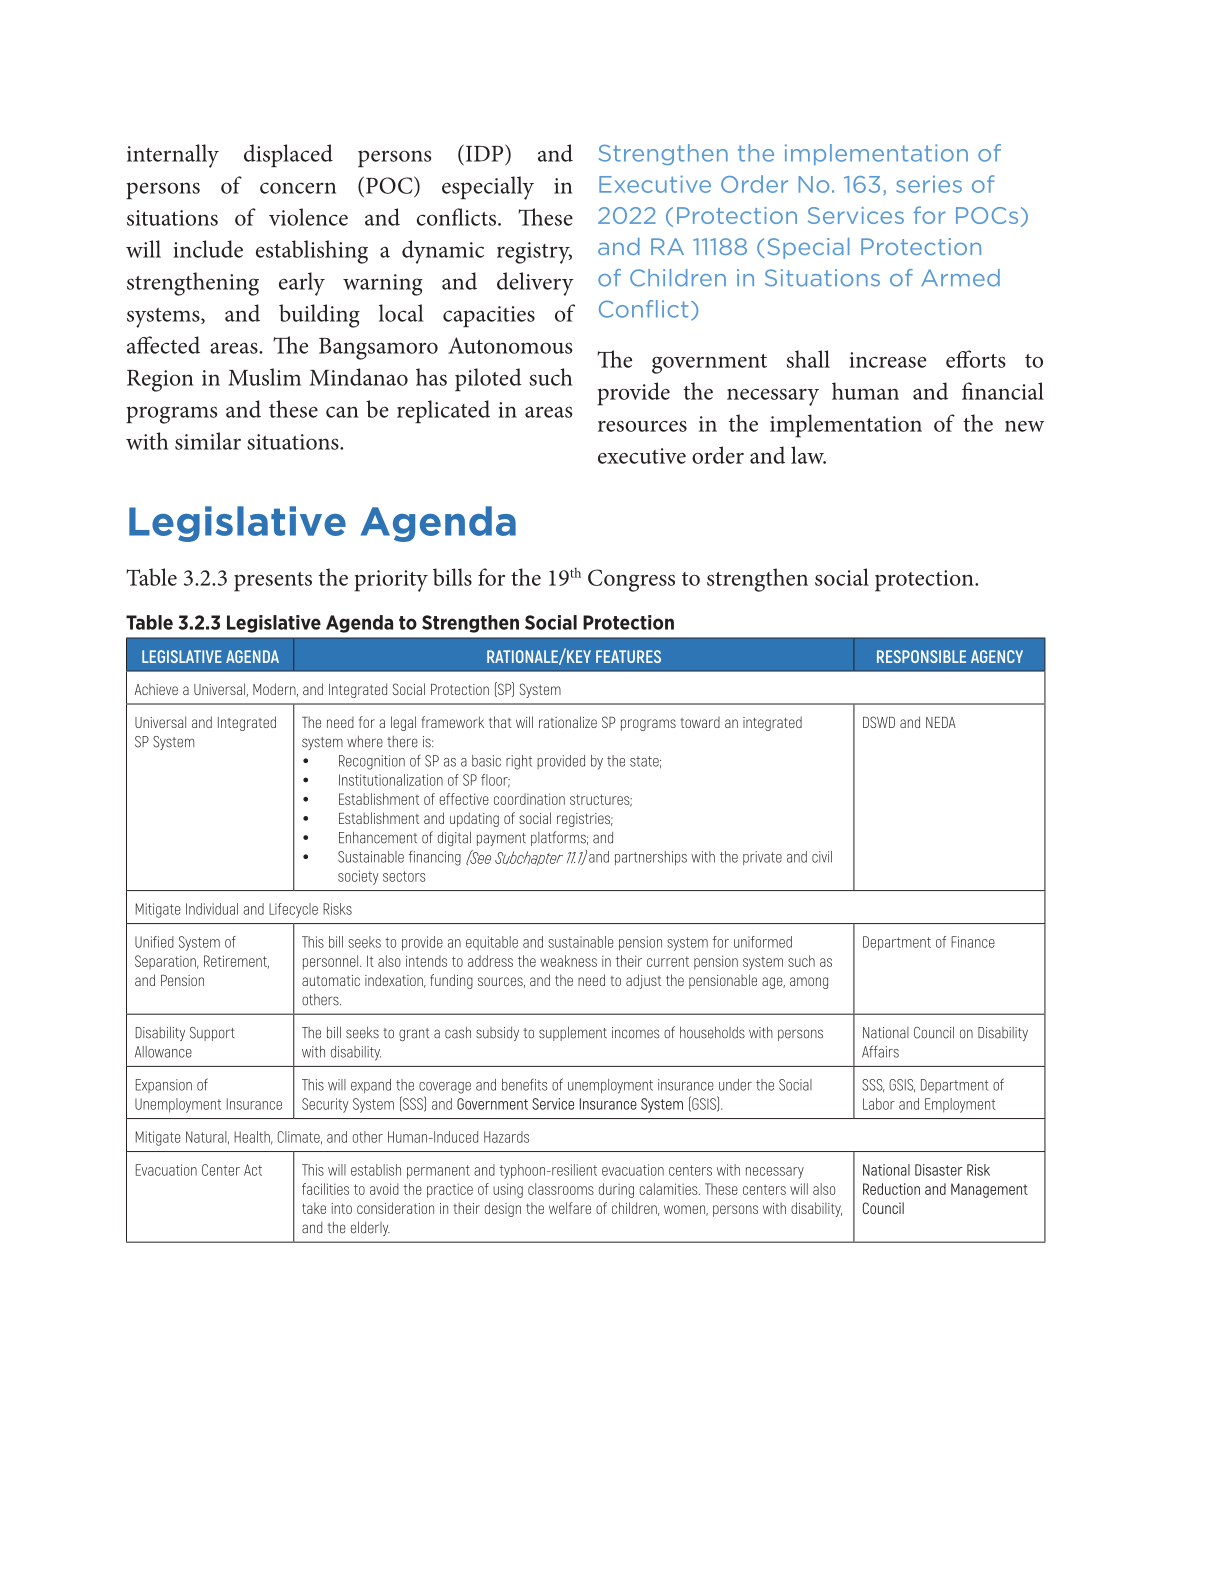 internally displaced persons (IDP) and
persons of concern (POC) especially in
situations of violence and conflicts. These
will include establishing a dynamic registry,
strengthening early warning and delivery
systems, and building local capacities of
affected areas. The Bangsamoro Autonomous
Region in Muslim Mindanao has piloted such
programs and these can be replicated in areas
with similar situations.
Strengthen the implementation of
Executive Order No. 163, series of
2022 (Protection Services for POCs)
and RA 11188 (Special Protection
of Children in Situations of Armed
Conflict)
The government shall increase efforts to
provide the necessary human and financial
resources in the implementation of the new
executive order and law.
Legislative Agenda
Table 3.2.3 presents the priority bills for the 19th Congress to strengthen social protection.
Table 3.2.3 Legislative Agenda to Strengthen Social Protection
LEGISLATIVE AGENDA
RATIONALE/KEY FEATURES
RESPONSIBLE AGENCY
Achieve a Universal, Modern, and Integrated Social Protection (SP) System
Universal and Integrated
SP System
The need for a legal framework that will rationalize SP programs toward an integrated
system where there is:
• Recognition of SP as a basic right provided by the state;
• Institutionalization of SP floor;
• Establishment of effective coordination structures;
• Establishment and updating of social registries;
• Enhancement of digital payment platforms; and
• Sustainable financing (See Subchapter 11.1) and partnerships with the private and civil
society sectors
DSWD and NEDA
Mitigate Individual and Lifecycle Risks
Unified System of
Separation, Retirement,
and Pension
This bill seeks to provide an equitable and sustainable pension system for uniformed
personnel. It also intends to address the weakness in their current pension system such as
automatic indexation, funding sources, and the need to adjust the pensionable age, among
others.
Department of Finance
Disability Support
Allowance
The bill seeks to grant a cash subsidy to supplement incomes of households with persons
with disability.
National Council on Disability
Affairs
Expansion of
Unemployment Insurance
This will expand the coverage and benefits of unemployment insurance under the Social
Security System (SSS) and Government Service Insurance System (GSIS).
SSS, GSIS, Department of
Labor and Employment
Mitigate Natural, Health, Climate, and other Human-Induced Hazards
Evacuation Center Act
This will establish permanent and typhoon-resilient evacuation centers with necessary
facilities to avoid the practice of using classrooms during calamities. These centers will also
take into consideration in their design the welfare of children, women, persons with disability,
and the elderly.
National Disaster Risk
Reduction and Management
Council